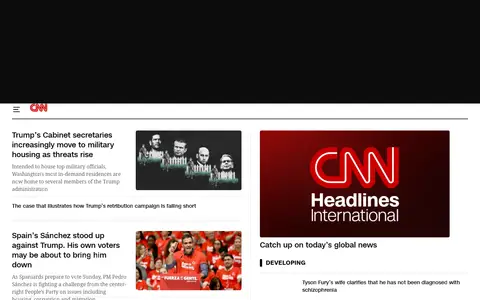 CNN
Trump's Cabinet secretaries
increasingly move to military
housing as threats rise
Intended to house top military officials,
Washington's most in-demand residences are
now home to several members of the Trump
administration
The case that illustrates how Trump's retribution campaign is falling short
Spain's Sánchez stood up
against Trump. His own voters
may be about to bring him
down
As Spaniards prepare to vote Sunday, PM Pedro
Sánchez is fighting a challenge from the center-
right People's Party on issues including
FUERZA
CNN
Headlines
International
Catch up on today's global news
DEVELOPING
Tyson Fury's wife clarifies that he has not been diagnosed with
schizophrenia